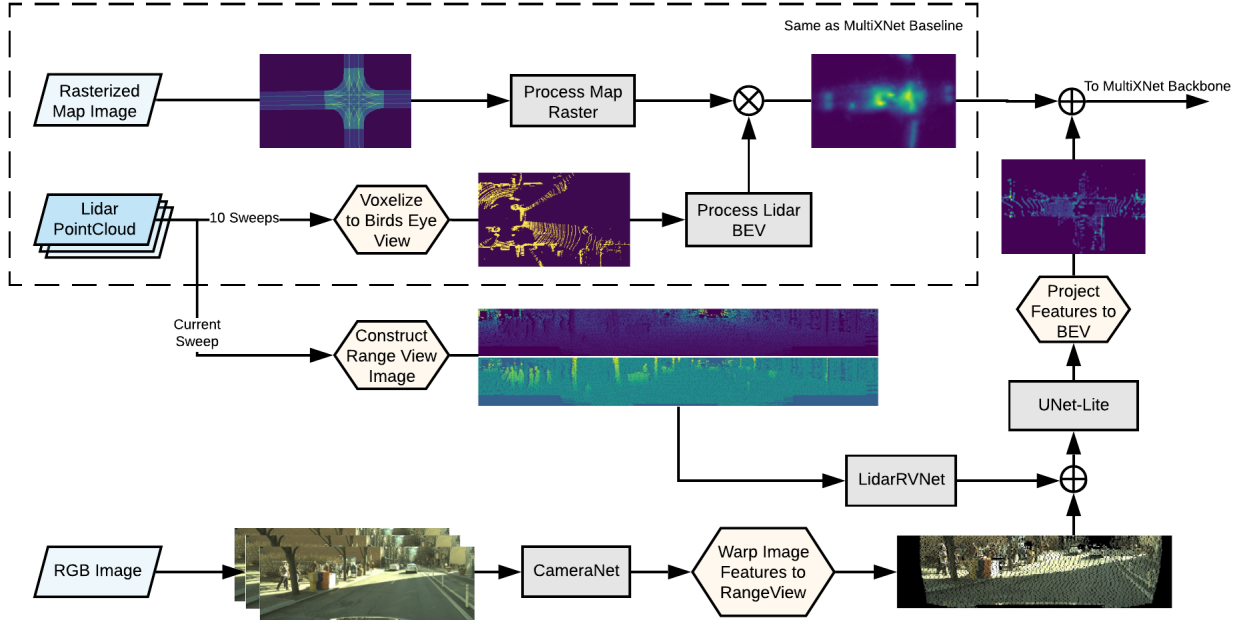 Same as MultiXNet Baseline
Rasterized
Map Image
Process Map
Raster
To MultiXNet Backbone
Lidar
PointCloud
10 Sweeps
Voxelize
to Birds Eye
View
Process Lidar
BEV
Current
Sweep
Construct
Range View
Image
Project
Features to
BEV
UNet-Lite
LidarRVNet
RGB Image
CameraNet
Warp Image
Features to
RangeView